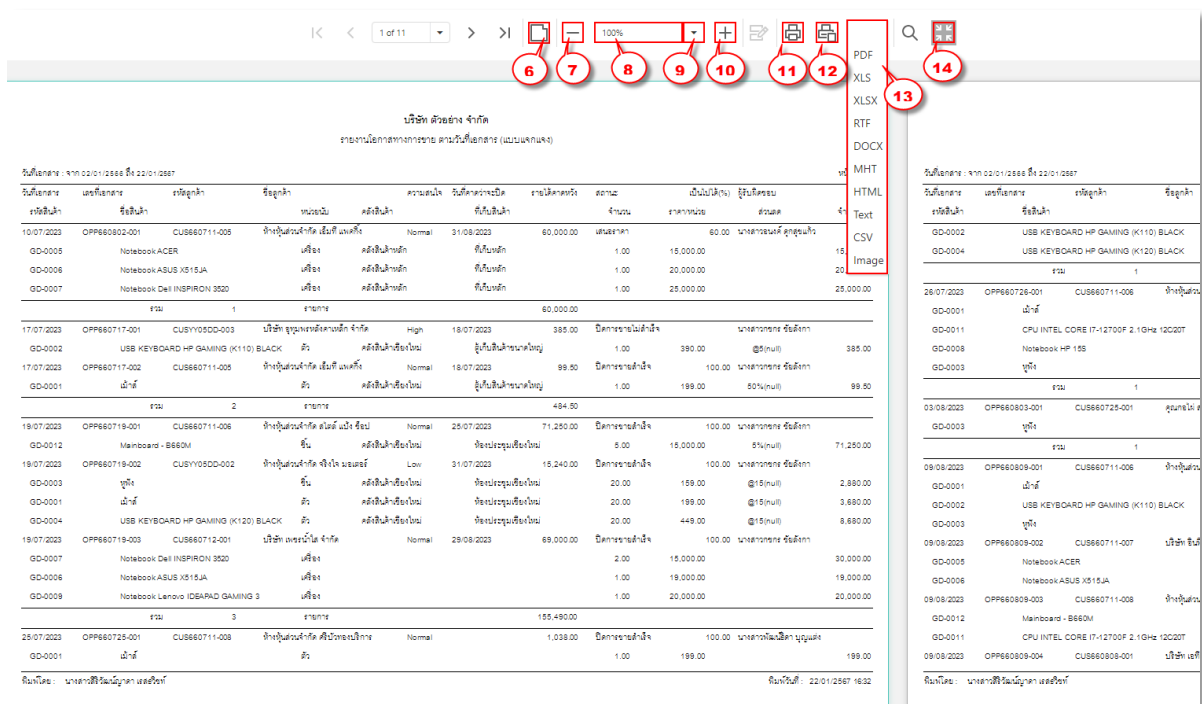 1 of 11
100%
6
7
8
9
10
11
12
13
14
PDF
XLS
XLSX
RTF
DOCX
MHT
HTML
Text
CSV
Image
บริษัท ตัวอย่าง จำกัด
รายงานโอกาสทางการขาย ตามวันที่เอกสาร (แบบแจกแจง)
วันที่เอกสาร : จาก 02/01/2566 ถึง 22/01/2567
วันที่เอกสาร เลขที่เอกสาร รหัสลูกค้า ชื่อลูกค้า ความสนใจ วันที่คาดว่าจะปิด รายได้คาดหวัง สถานะ เป็นไปได้(%) ผู้รับผิดชอบ
รหัสสินค้า ชื่อสินค้า หน่วยนับ คลังสินค้า ที่เก็บสินค้า จำนวน ราคา/หน่วย ส่วนลด
10/07/2023 OPP660802-001 CUS660711-005 ห้างหุ้นส่วนจำกัด เอ็มที แพคกิ้ง Normal 31/08/2023 60,000.00 เสนอราคา 60.00 นางสาวอนงค์ สุกสุขแก้ว
GD-0005 Notebook ACER เครื่อง คลังสินค้าหลัก ที่เก็บหลัก 1.00 15,000.00
GD-0006 Notebook ASUS X515JA เครื่อง คลังสินค้าหลัก ที่เก็บหลัก 1.00 20,000.00
GD-0007 Notebook Dell INSPIRON 3520 เครื่อง คลังสินค้าหลัก ที่เก็บหลัก 1.00 25,000.00 25,000.00
รวม 1 รายการ 60,000.00
17/07/2023 OPP660717-001 CUSYY05DD-003 บริษัท อุทุมพรหลังคาเหล็ก จำกัด High 18/07/2023 385.00 ปิดการขายไม่สำเร็จ นางสาวกขกร ชัยลังกา
GD-0002 USB KEYBOARD HP GAMING (K110) BLACK ตัว คลังสินค้าเชียงใหม่ ตู้เก็บสินค้าขนาดใหญ่ 1.00 390.00 @5(null) 385.00
17/07/2023 OPP660717-002 CUS660711-005 ห้างหุ้นส่วนจำกัด เอ็มที แพคกิ้ง Normal 18/07/2023 99.50 ปิดการขายสำเร็จ 100.00 นางสาวกขกร ชัยลังกา
GD-0001 เม้าส์ ตัว คลังสินค้าเชียงใหม่ ตู้เก็บสินค้าขนาดใหญ่ 1.00 199.00 50%(null) 99.50
รวม 2 รายการ 484.50
19/07/2023 OPP660719-001 CUS660711-006 ห้างหุ้นส่วนจำกัด สไตล์ แบ้ง ช็อป Normal 25/07/2023 71,250.00 ปิดการขายสำเร็จ 100.00 นางสาวกขกร ชัยลังกา
GD-0012 Mainboard - B660M ชิ้น คลังสินค้าเชียงใหม่ ห้องประชุมเชียงใหม่ 5.00 15,000.00 5%(null) 71,250.00
19/07/2023 OPP660719-002 CUSYY05DD-002 ห้างหุ้นส่วนจำกัด จริงใจ มอเตอร์ Low 31/07/2023 15,240.00 ปิดการขายสำเร็จ 100.00 นางสาวกขกร ชัยลังกา
GD-0003 หูฟัง ชิ้น คลังสินค้าเชียงใหม่ ห้องประชุมเชียงใหม่ 20.00 159.00 @15(null) 2,880.00
GD-0001 เม้าส์ ตัว คลังสินค้าเชียงใหม่ ห้องประชุมเชียงใหม่ 20.00 199.00 @15(null) 3,680.00
GD-0004 USB KEYBOARD HP GAMING (K120) BLACK ตัว คลังสินค้าเชียงใหม่ ห้องประชุมเชียงใหม่ 20.00 449.00 @15(null) 8,680.00
19/07/2023 OPP660719-003 CUS660712-001 บริษัท เพชรน้ำใส จำกัด Normal 29/08/2023 69,000.00 ปิดการขายสำเร็จ 100.00 นางสาวกขกร ชัยลังกา
GD-0007 Notebook Dell INSPIRON 3520 เครื่อง 2.00 15,000.00 30,000.00
GD-0006 Notebook ASUS X515JA เครื่อง 1.00 19,000.00 19,000.00
GD-0009 Notebook Lenovo IDEAPAD GAMING 3 เครื่อง 1.00 20,000.00 20,000.00
รวม 3 รายการ 155,490.00
25/07/2023 OPP660725-001 CUS660711-008 ห้างหุ้นส่วนจำกัด ศรีบัวทองบริการ Normal 1,038.00 ปิดการขายสำเร็จ 100.00 นางสาวพัฒน์ธิดา บุญแต่ง
GD-0001 เม้าส์ ตัว 1.00 199.00 199.00
พิมพ์โดย : พิมพ์วันที่ : 22/01/2567 16:32
วันที่เอกสาร : จาก 02/01/2566 ถึง 22/01/2567
วันที่เอกสาร เลขที่เอกสาร รหัสลูกค้า ชื่อลูกค้า
รหัสสินค้า ชื่อสินค้า
GD-0002 USB KEYBOARD HP GAMING (K110) BLACK
GD-0004 USB KEYBOARD HP GAMING (K120) BLACK
รวม 1
26/07/2023 OPP660726-001 CUS660711-006 ห้างหุ้นส่วน
GD-0001 เม้าส์
GD-0011 CPU INTEL CORE I7-12700F 2.1GHz 12C/20T
GD-0008 Notebook HP 15S
GD-0003 หูฟัง
รวม 1
03/08/2023 OPP660803-001 CUS660725-001
GD-0003 หูฟัง
รวม 1
09/08/2023 OPP660809-001 CUS660711-006 ห้างหุ้นส่วน
GD-0001 เม้าส์
GD-0002 USB KEYBOARD HP GAMING (K110) BLACK
GD-0003 หูฟัง
09/08/2023 OPP660809-002 CUS660711-007 บริษัท
GD-0005 Notebook ACER
GD-0006 Notebook ASUS X515JA
09/08/2023 OPP660809-003 CUS660711-008 ห้างหุ้นส่วน
GD-0012 Mainboard - B660M
GD-0011 CPU INTEL CORE I7-12700F 2.1GHz 12C/20T
09/08/2023 OPP660809-004 CUS660808-001 บริษัท
พิมพ์โดย :